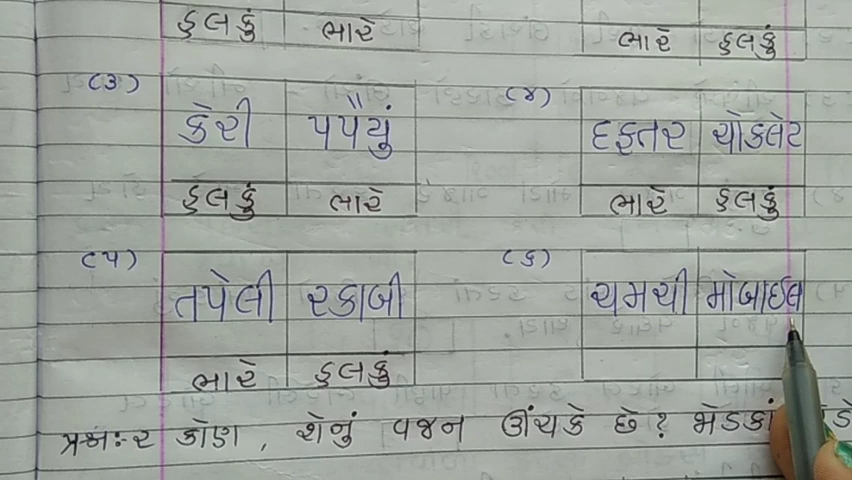 હલકું ભારે ભારે હલકું
(૩) કેરી પપૈયું (૪) દફતર ચોકલેટ
હલકું ભારે ભારે હલકું
(૫) તપેલી રકાબી (૬) ચમચી મોબાઈલ
ભારે હલકું
પ્રશ્ન:-૨ કોણ , શેનું વજન ઊંચકે છે? જોડકાં